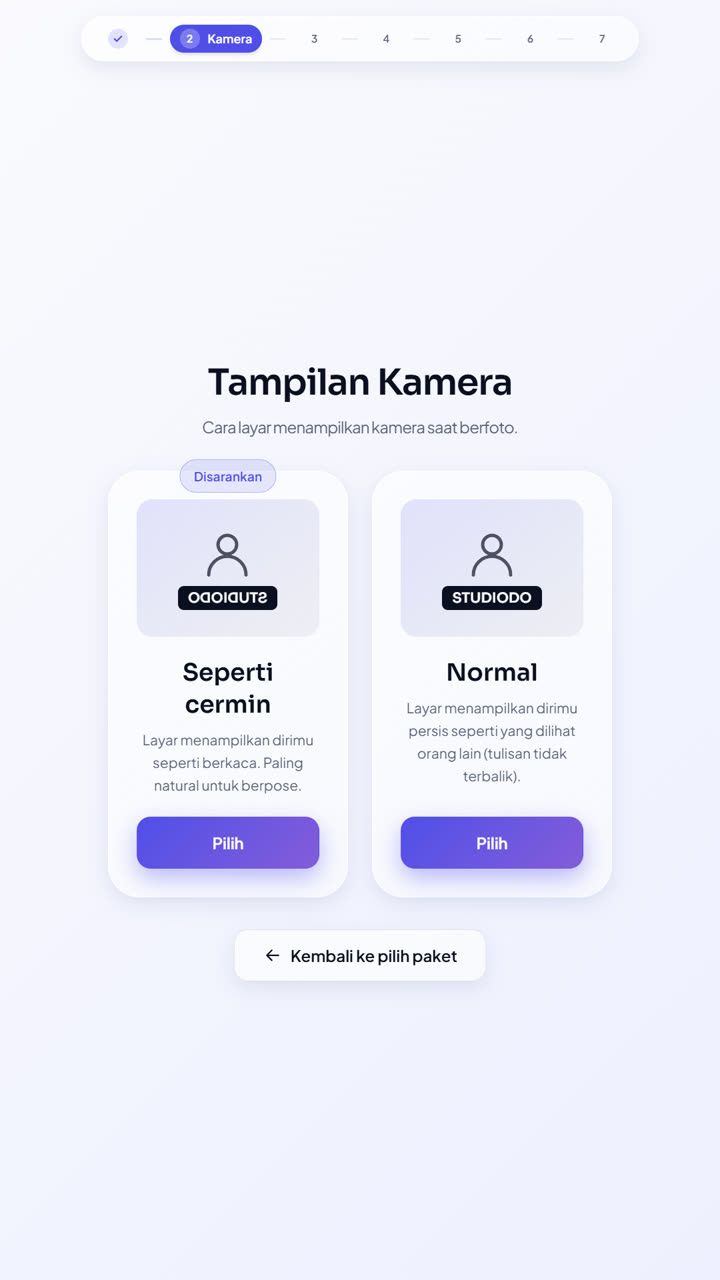 2 Kamera 3 4 5 6 7
Tampilan Kamera
Cara layar menampilkan kamera saat berfoto.
Disarankan
STUDIODO
Seperti
cermin
Layar menampilkan dirimu
seperti berkaca. Paling
natural untuk berpose.
Pilih
STUDIODO
Normal
Layar menampilkan dirimu
persis seperti yang dilihat
orang lain (tulisan tidak
terbalik).
Pilih
Kembali ke pilih paket